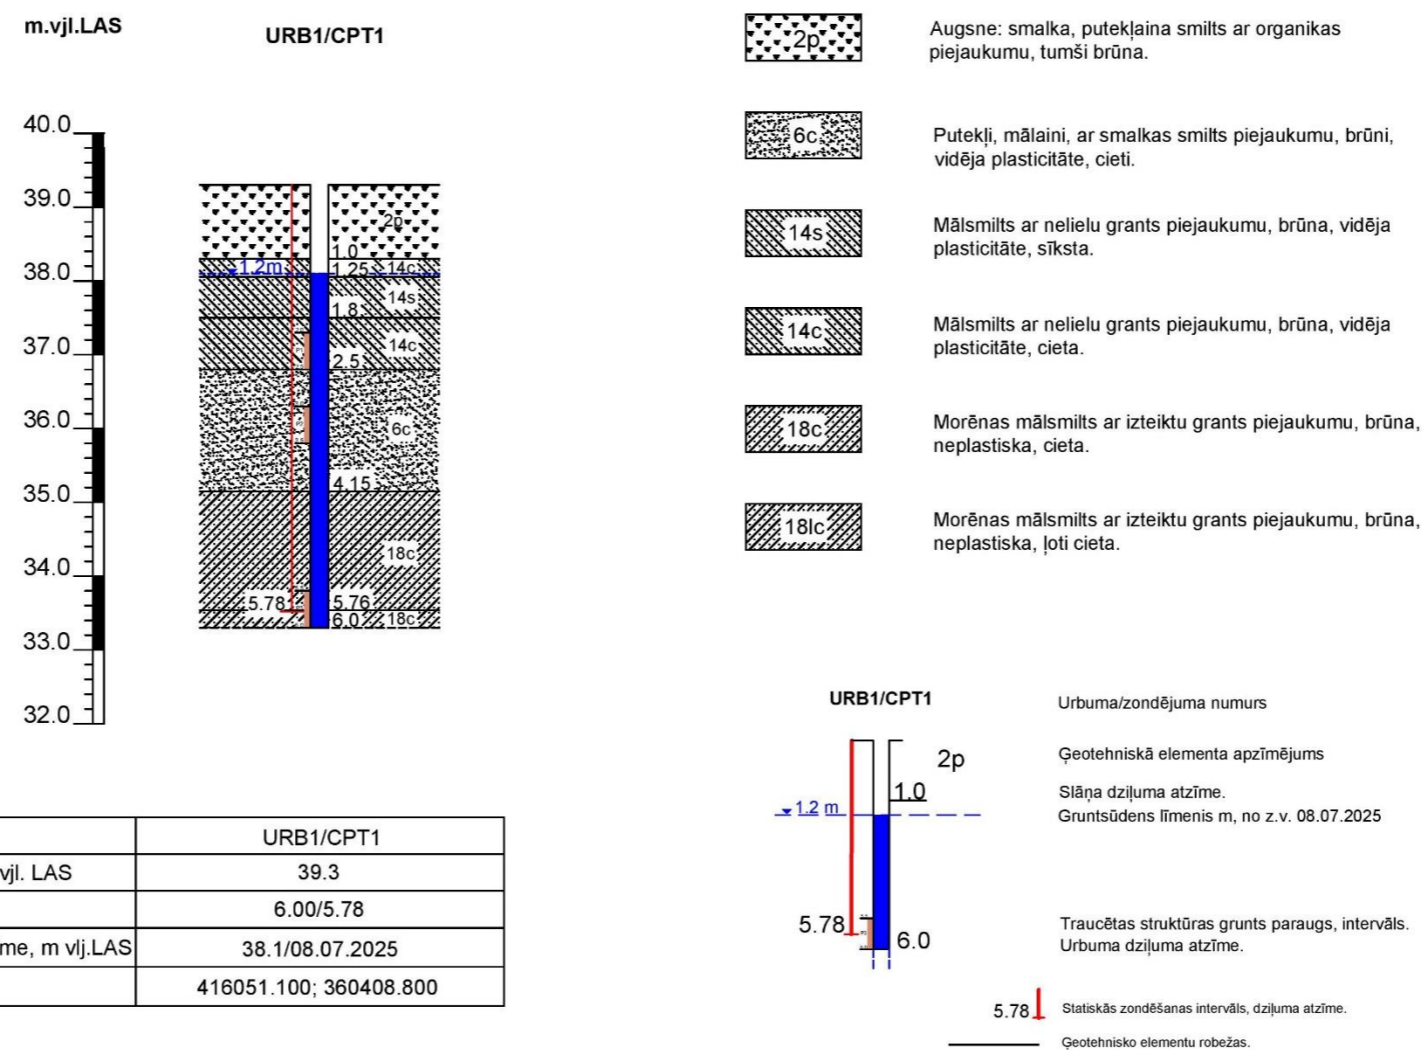 m.vjl.LAS
URB1/CPT1
40.0
39.0
38.0
37.0
36.0
35.0
34.0
33.0
32.0
2p
1.0
1.2m
1.25
14c
14s
1.8
14c
2.5
6c
4.15
18c
5.78
5.76
6.0
18c
2p
Augsne: smalka, putekļaina smilts ar organikas
piejaukumu, tumši brūna.
6c
Putekļi, mālaini, ar smalkas smilts piejaukumu, brūni,
vidēja plasticitāte, cieti.
14s
Mālsmilts ar nelielu grants piejaukumu, brūna, vidēja
plasticitāte, sīksta.
14c
Mālsmilts ar nelielu grants piejaukumu, brūna, vidēja
plasticitāte, cieta.
18c
Morēnas mālsmilts ar izteiktu grants piejaukumu, brūna,
neplastiska, cieta.
18lc
Morēnas mālsmilts ar izteiktu grants piejaukumu, brūna,
neplastiska, ļoti cieta.
URB1/CPT1
Urbuma/zondējuma numurs
2p
Ģeotehniskā elementa apzīmējums
1.0
Slāņa dziļuma atzīme.
1.2 m
Gruntsūdens līmenis m, no z.v. 08.07.2025
5.78
6.0
Traucētas struktūras grunts paraugs, intervāls.
Urbuma dziļuma atzīme.
5.78
Statiskās zondēšanas intervāls, dziļuma atzīme.
Ģeotehnisko elementu robežas.
URB1/CPT1
vjl. LAS
39.3
6.00/5.78
me, m vlj.LAS
38.1/08.07.2025
416051.100; 360408.800